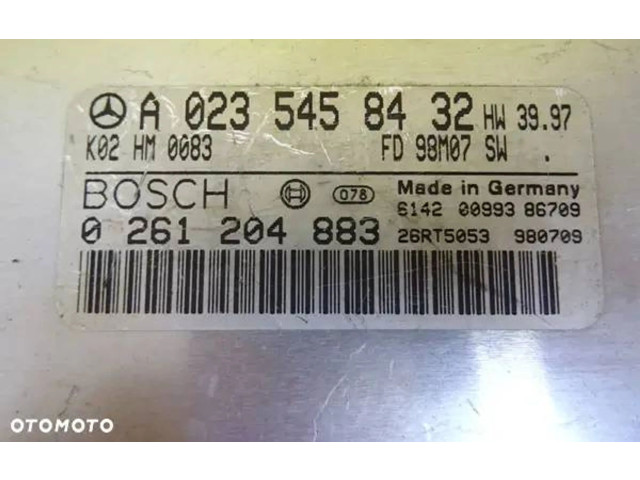 A 023 545 84 32 HW 39.97
K02 HM 0083 FD 98M07 SW .
BOSCH 078 Made in Germany
6142 00993 86709
0 261 204 883 26RT5053 980709
OTOMOTO